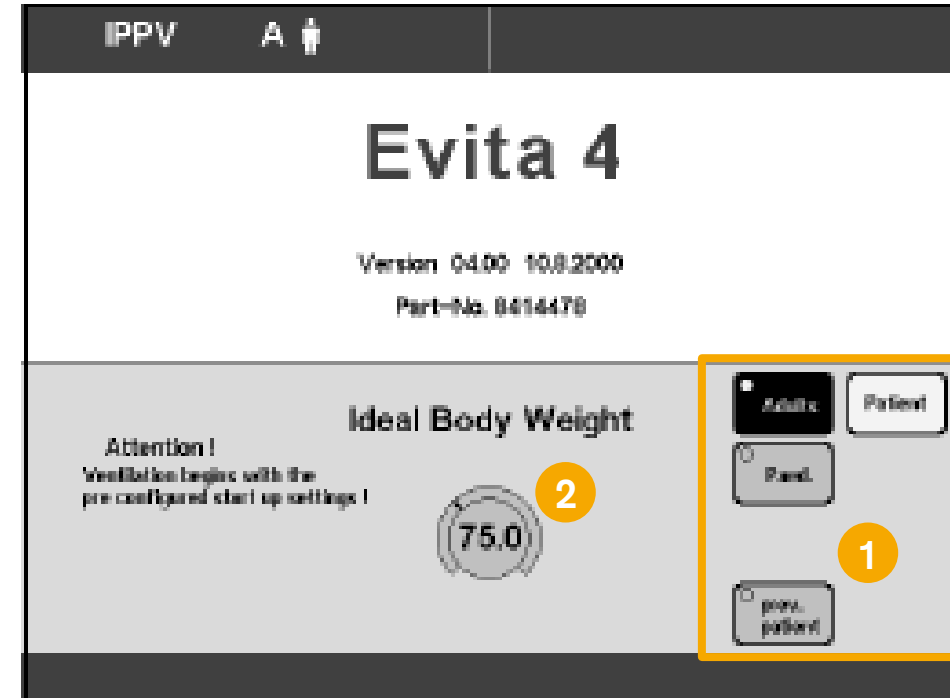 IPPV A
Evita 4
Version 04.00 10.8.2000
Part-No. 8414478
Ideal Body Weight
Attention !
Ventilation begins with the
pre configured start up settings !
75.0
2
Adults
Patient
Paed.
1
prev.
patient